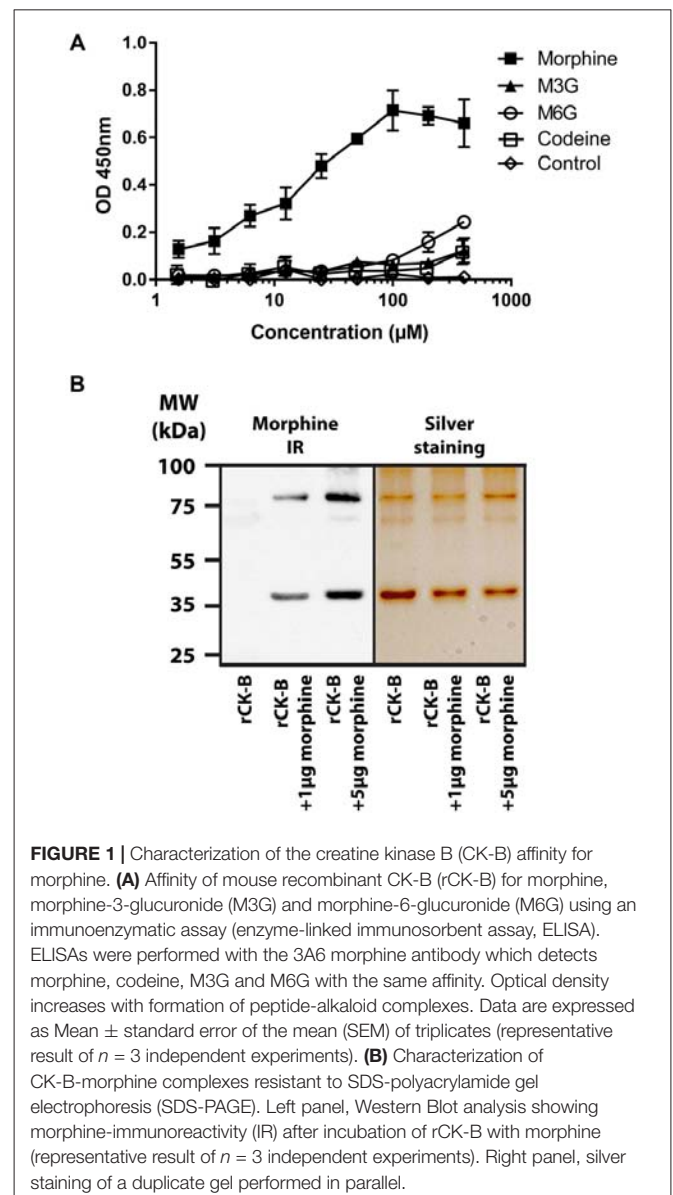 A
1.0
0.8
0.6
0.4
0.2
0.0
OD 450nm
1
10
100
1000
Concentration (µM)
Morphine
M3G
M6G
Codeine
Control
B
MW
(kDa)
Morphine
IR
Silver
staining
100
75
55
35
25
rCK-B
rCK-B
+1µg morphine
rCK-B
+5µg morphine
rCK-B
rCK-B
+1µg morphine
rCK-B
+5µg morphine
FIGURE 1 | Characterization of the creatine kinase B (CK-B) affinity for
morphine. (A) Affinity of mouse recombinant CK-B (rCK-B) for morphine,
morphine-3-glucuronide (M3G) and morphine-6-glucuronide (M6G) using an
immunoenzymatic assay (enzyme-linked immunosorbent assay, ELISA).
ELISAs were performed with the 3A6 morphine antibody which detects
morphine, codeine, M3G and M6G with the same affinity. Optical density
increases with formation of peptide-alkaloid complexes. Data are expressed
as Mean ± standard error of the mean (SEM) of triplicates (representative
result of n = 3 independent experiments). (B) Characterization of
CK-B-morphine complexes resistant to SDS-polyacrylamide gel
electrophoresis (SDS-PAGE). Left panel, Western Blot analysis showing
morphine-immunoreactivity (IR) after incubation of rCK-B with morphine
(representative result of n = 3 independent experiments). Right panel, silver
staining of a duplicate gel performed in parallel.